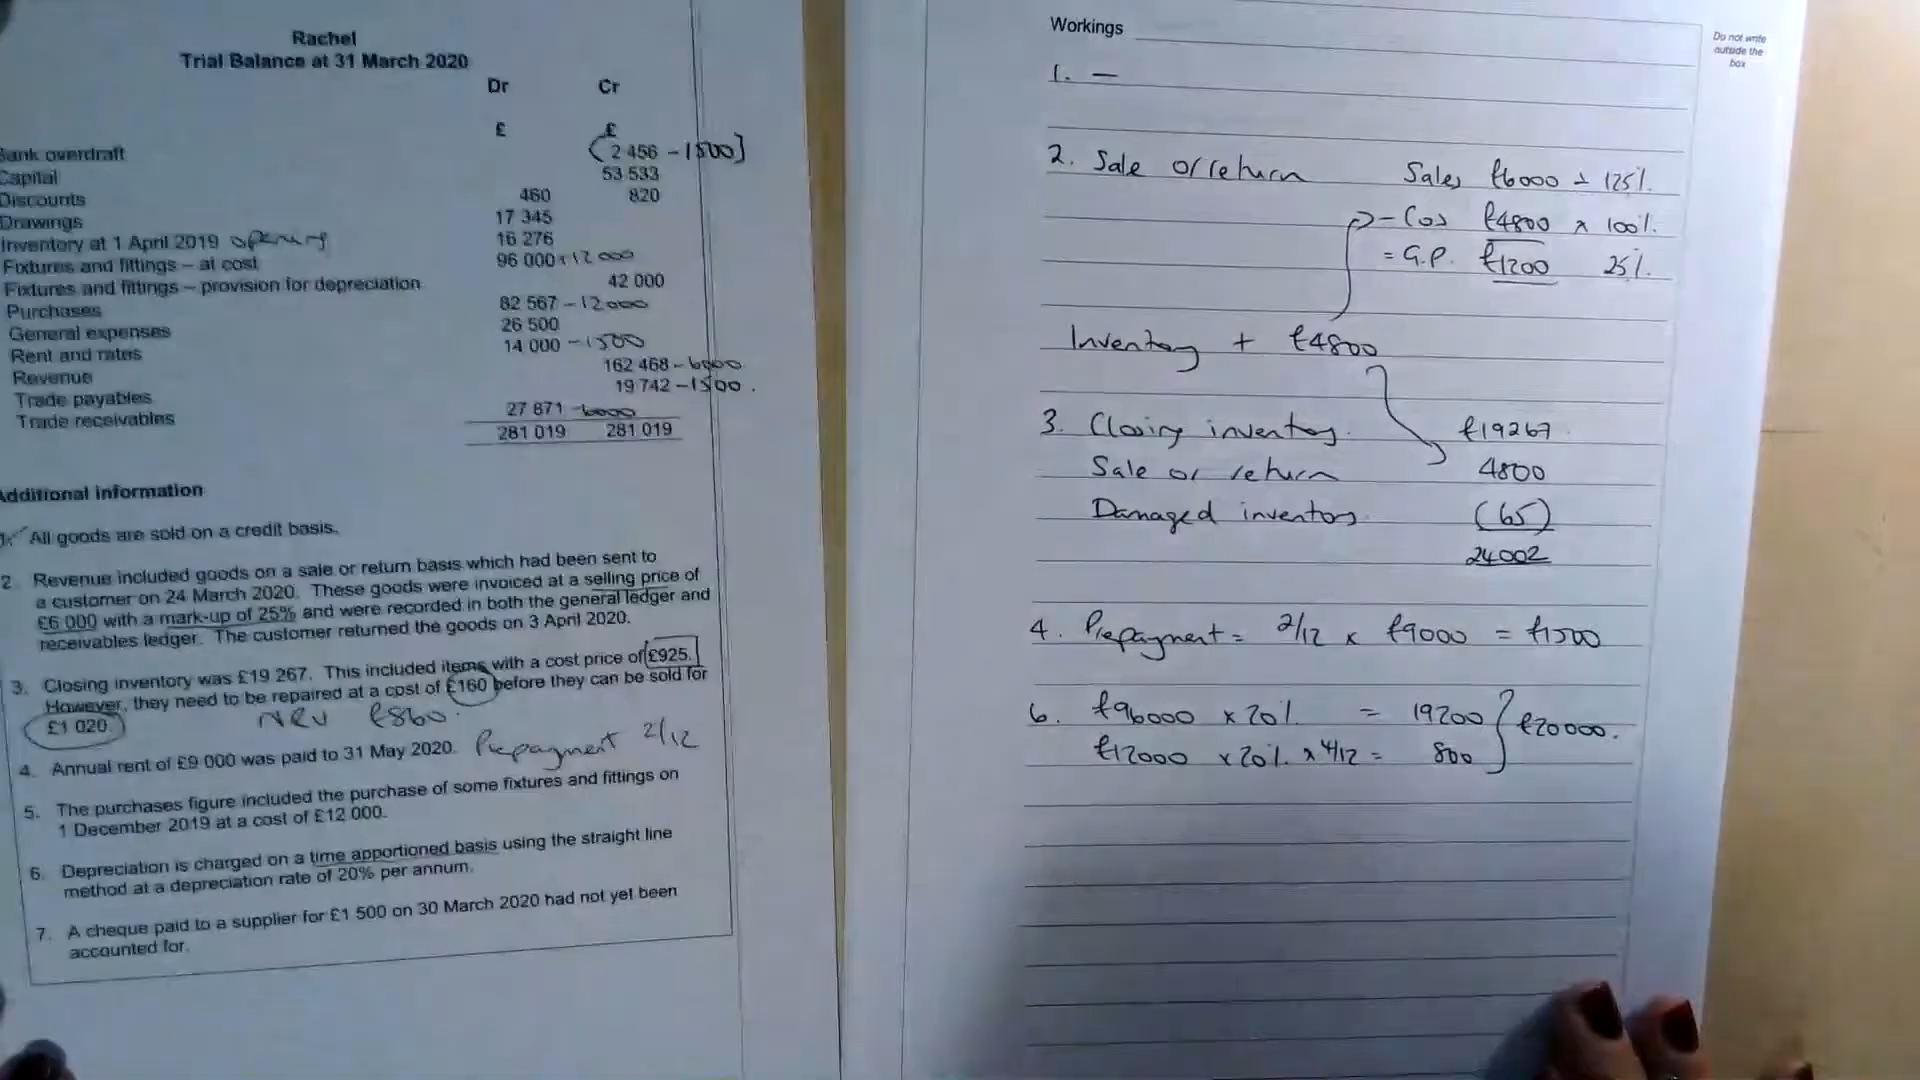 Rachel
Trial Balance at 31 March 2020
Dr Cr
£ £
Bank overdraft (2 456 - 1500]
Capital 53 533
Discounts 460 820
Drawings 17 345
Inventory at 1 April 2019 opening 16 276
Fixtures and fittings – at cost 96 000 + 12 000
Fixtures and fittings – provision for depreciation 42 000
Purchases 82 567 - 12000
General expenses 26 500
Rent and rates 14 000 - 1500
Revenue 162 468 - 6000
Trade payables 19 742 - 1500.
Trade receivables 27 871 - 6000
281 019 281 019
Additional information
1. All goods are sold on a credit basis.
2. Revenue included goods on a sale or return basis which had been sent to
a customer on 24 March 2020. These goods were invoiced at a selling price of
£6 000 with a mark-up of 25% and were recorded in both the general ledger and
receivables ledger. The customer returned the goods on 3 April 2020.
3. Closing inventory was £19 267. This included items with a cost price of £925.
However, they need to be repaired at a cost of £160 before they can be sold for
£1 020. NRV £860.
4. Annual rent of £9 000 was paid to 31 May 2020. Prepayment 2/12
5. The purchases figure included the purchase of some fixtures and fittings on
1 December 2019 at a cost of £12 000.
6. Depreciation is charged on a time apportioned basis using the straight line
method at a depreciation rate of 20% per annum.
7. A cheque paid to a supplier for £1 500 on 30 March 2020 had not yet been
accounted for.
Workings
Do not write
outside the
box
1. —
2. Sale or return Sales £6000 ÷ 125%.
- Cos £4800 x 100%.
= G.P. £1200 25%.
Inventory + £4800
3. Closing inventory. £19267
Sale or return 4800
Damaged inventory (65)
24002
4. Prepayment = 2/12 x £9000 = £1500
6. £96000 x 20% = 19200
£20000.
£12000 x 20% x 4/12 = 800